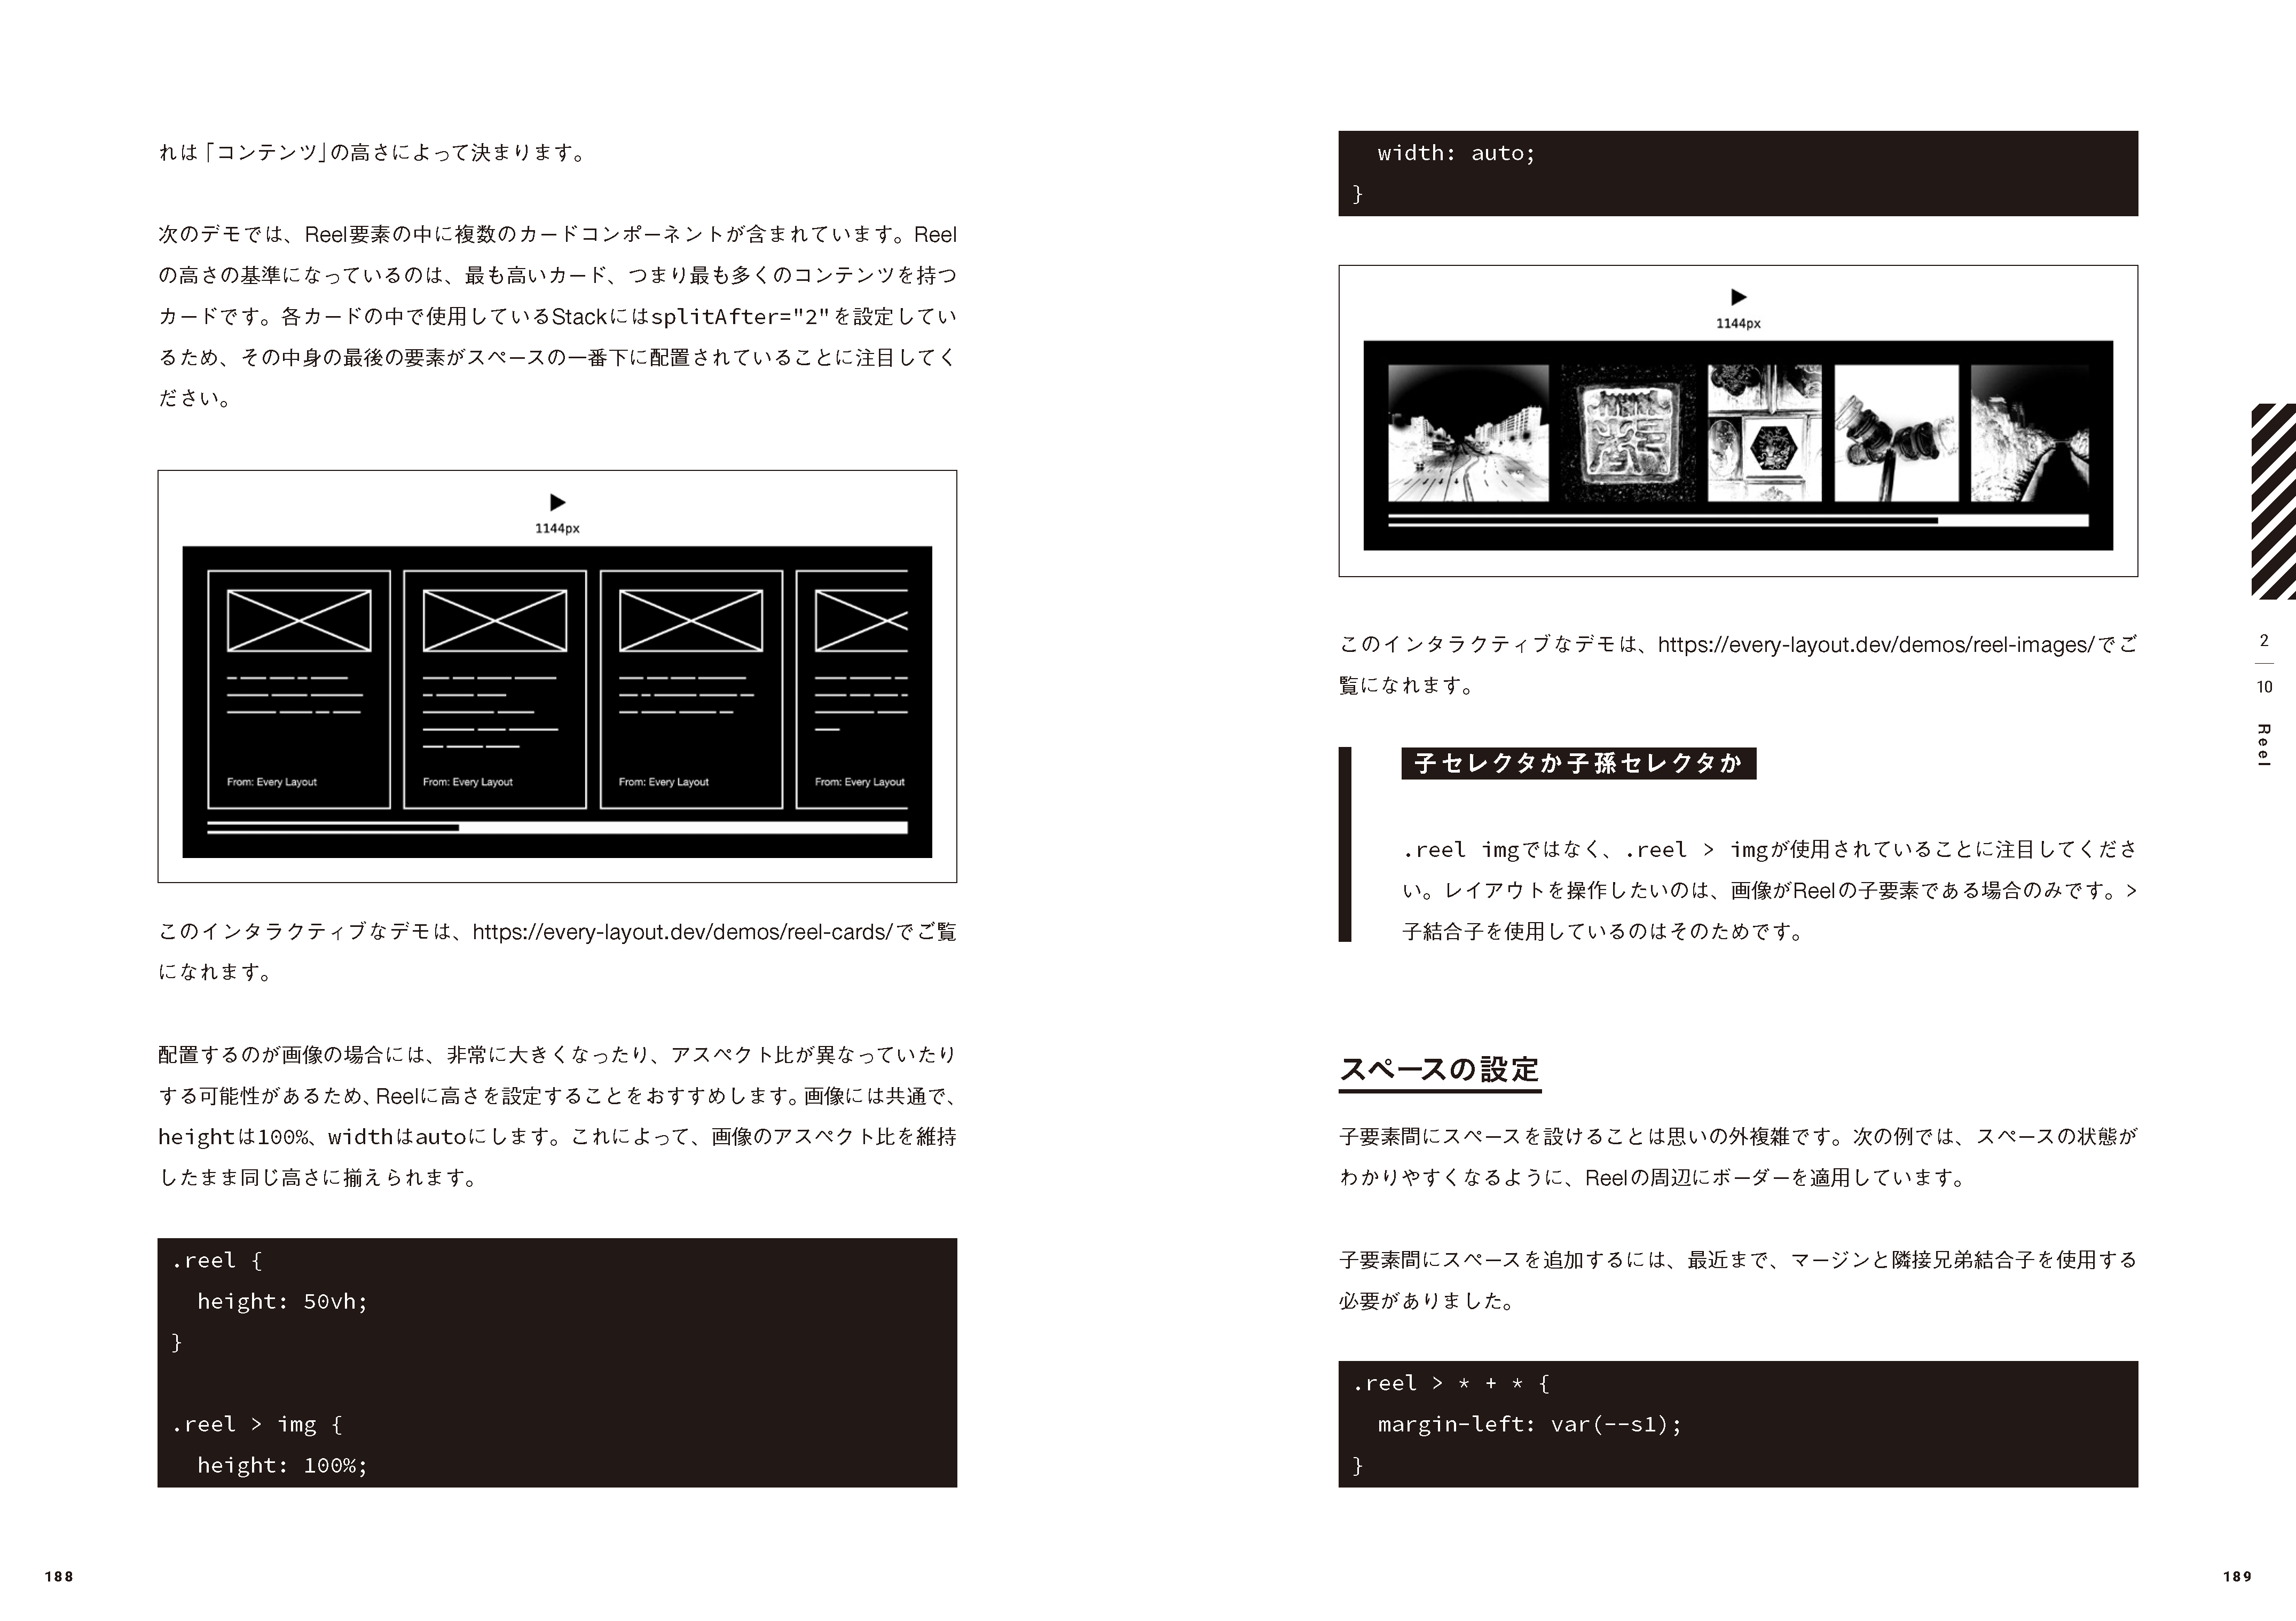 れは「コンテンツ」の高さによって決まります。
次のデモでは、Reel要素の中に複数のカードコンポーネントが含まれています。Reel
の高さの基準になっているのは、最も高いカード、つまり最も多くのコンテンツを持つ
カードです。各カードの中で使用しているStackにはsplitAfter="2"を設定してい
るため、その中身の最後の要素がスペースの一番下に配置されていることに注目してく
ださい。
1144px
From: Every Layout
From: Every Layout
From: Every Layout
From: Every Layout
このインタラクティブなデモは、https://every-layout.dev/demos/reel-cards/でご覧
になれます。
配置するのが画像の場合には、非常に大きくなったり、アスペクト比が異なっていたり
する可能性があるため、Reelに高さを設定することをおすすめします。画像には共通で、
heightは100%、widthはautoにします。これによって、画像のアスペクト比を維持
したまま同じ高さに揃えられます。
.reel {
  height: 50vh;
}
.reel > img {
  height: 100%;
188
  width: auto;
}
1144px
このインタラクティブなデモは、https://every-layout.dev/demos/reel-images/でご
覧になれます。
子セレクタか子孫セレクタか
.reel imgではなく、.reel > imgが使用されていることに注目してくださ
い。レイアウトを操作したいのは、画像がReelの子要素である場合のみです。>
子結合子を使用しているのはそのためです。
スペースの設定
子要素間にスペースを設けることは思いの外複雑です。次の例では、スペースの状態が
わかりやすくなるように、Reelの周辺にボーダーを適用しています。
子要素間にスペースを追加するには、最近まで、マージンと隣接兄弟結合子を使用する
必要がありました。
.reel > * + * {
  margin-left: var(--s1);
}
2
10
Reel
189